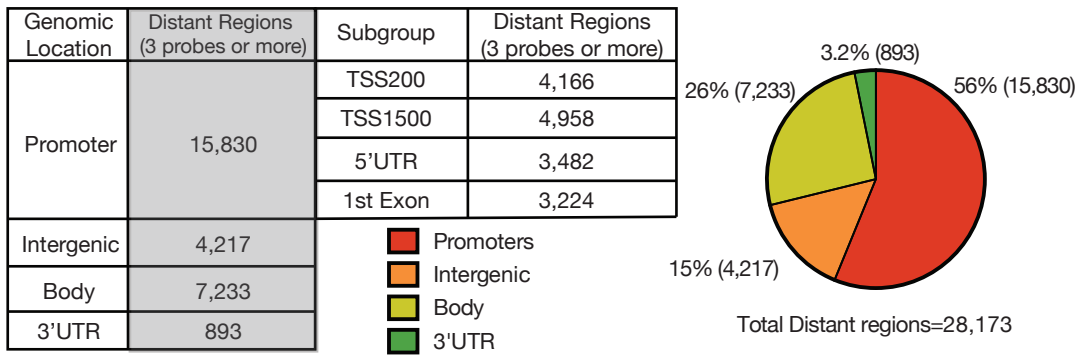 Genomic Location
Distant Regions (3 probes or more)
Subgroup
Distant Regions (3 probes or more)
Promoter
15,830
TSS200
4,166
TSS1500
4,958
5’UTR
3,482
1st Exon
3,224
Intergenic
4,217
Body
7,233
3’UTR
893
Promoters
Intergenic
Body
3'UTR
3.2% (893)
56% (15,830)
26% (7,233)
15% (4,217)
Total Distant regions=28,173